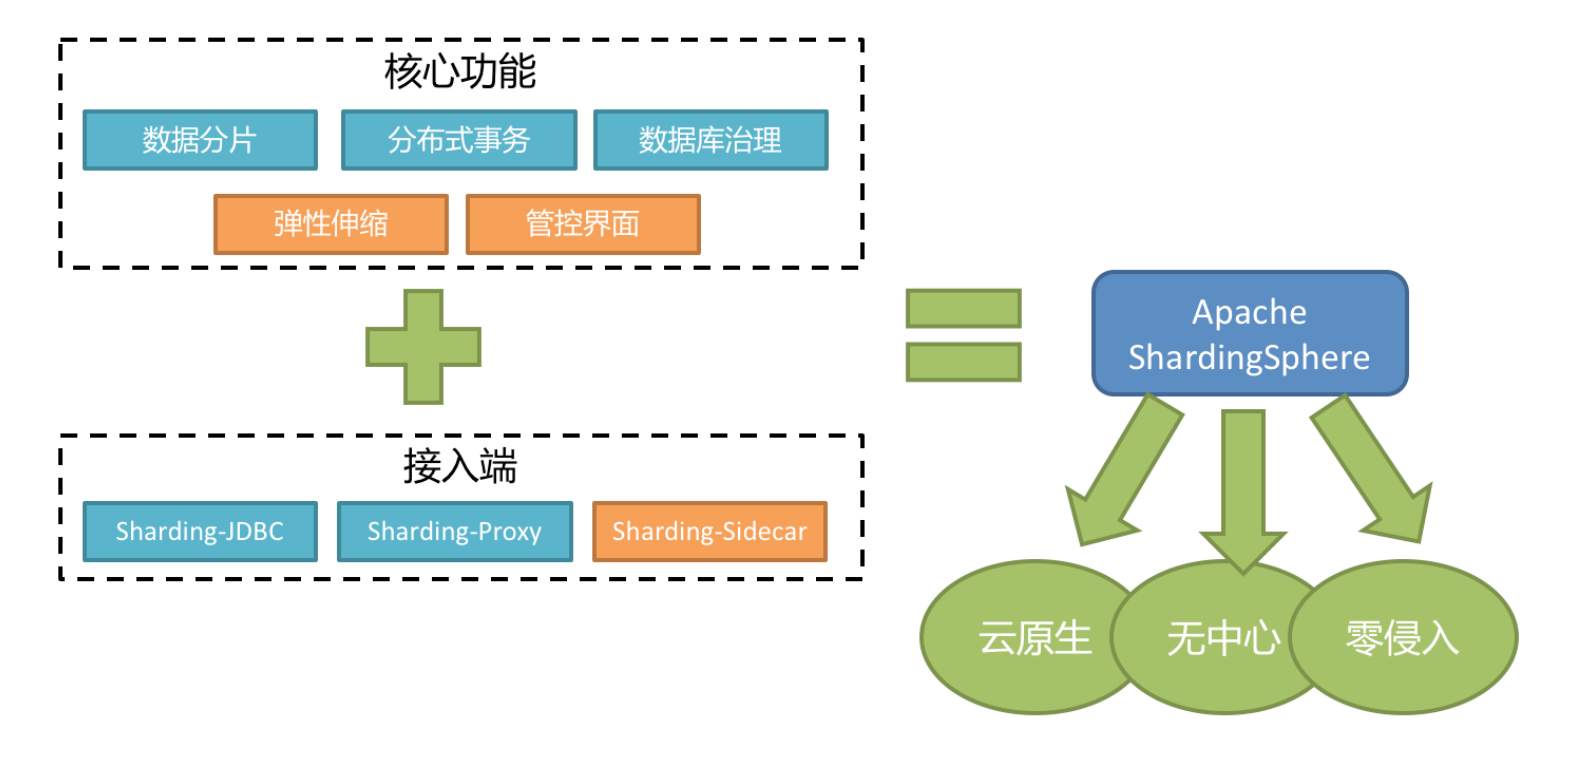 核心功能
数据分片
分布式事务
数据库治理
弹性伸缩
管控界面
接入端
Sharding-JDBC
Sharding-Proxy
Sharding-Sidecar
Apache
ShardingSphere
云原生
无中心
零侵入